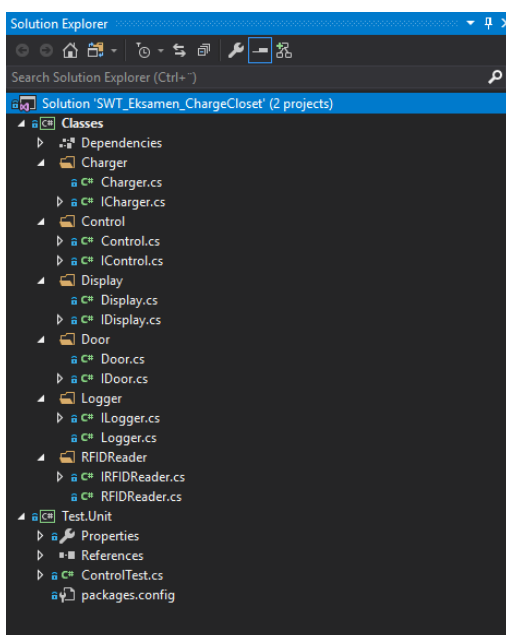 Solution Explorer
Search Solution Explorer (Ctrl+¨)
Solution 'SWT_Eksamen_ChargeCloset' (2 projects)
C# Classes
Dependencies
Charger
C# Charger.cs
C# ICharger.cs
Control
C# Control.cs
C# IControl.cs
Display
C# Display.cs
C# IDisplay.cs
Door
C# Door.cs
C# IDoor.cs
Logger
C# ILogger.cs
C# Logger.cs
RFIDReader
C# IRFIDReader.cs
C# RFIDReader.cs
C# Test.Unit
Properties
References
C# ControlTest.cs
packages.config